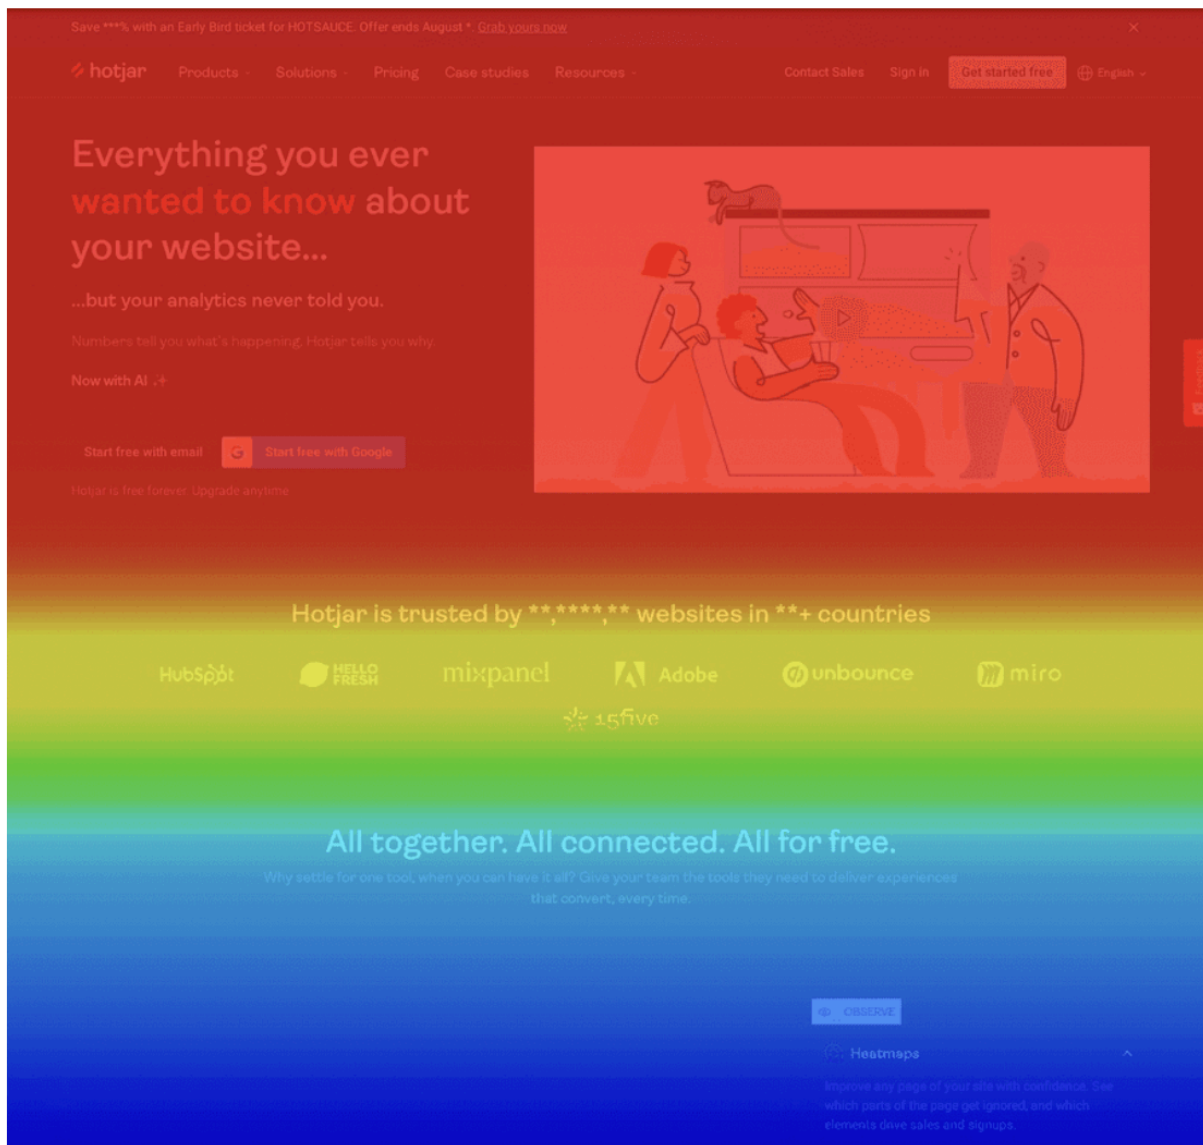 Save ***% with an Early Bird ticket for HOTSAUCE. Offer ends August *. Grab yours now
hotjar Products Solutions Pricing Case studies Resources Contact Sales Sign in Get started free English
Everything you ever
wanted to know about
your website...
...but your analytics never told you.
Numbers tell you what's happening. Hotjar tells you why.
Now with AI
Start free with email G Start free with Google
Hotjar is free forever. Upgrade anytime
Hotjar is trusted by **,****,** websites in **+ countries
HubSpot HELLO FRESH mixpanel Adobe unbounce miro
15five
All together. All connected. All for free.
Why settle for one tool, when you can have it all? Give your team the tools they need to deliver experiences
that convert, every time.
OBSERVE
Heatmaps
Improve any page of your site with confidence. See
which parts of the page get ignored, and which
elements drive sales and signups.